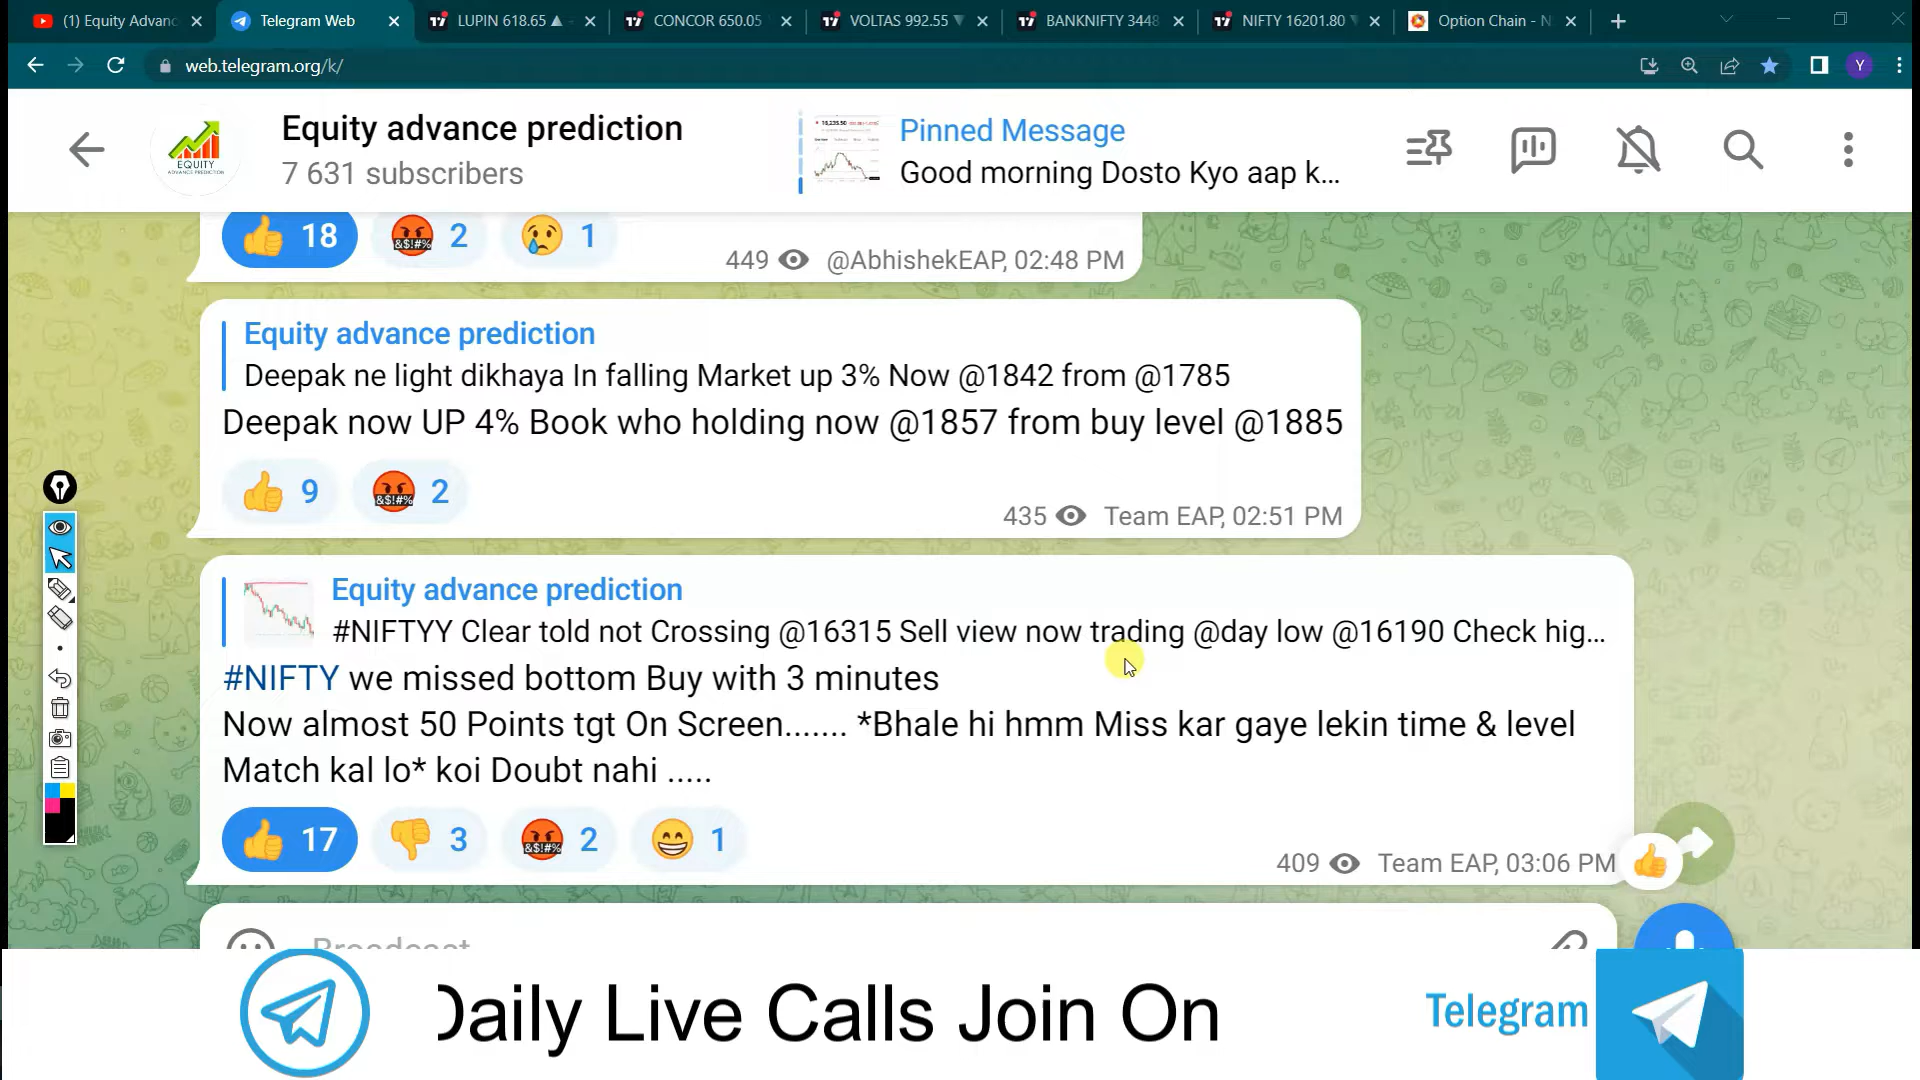 (1) Equity Advanc
Telegram Web
LUPIN 618.65 ▲
CONCOR 650.05
VOLTAS 992.55 ▼
BANKNIFTY 3448
NIFTY 16201.80 ▼
Option Chain - N
web.telegram.org/k/
Y
EQUITY
ADVANCE PREDICTION
Equity advance prediction
7 631 subscribers
Pinned Message
Good morning Dosto Kyo aap k...
18 2 1
449 @AbhishekEAP, 02:48 PM
Equity advance prediction
Deepak ne light dikhaya In falling Market up 3% Now @1842 from @1785
Deepak now UP 4% Book who holding now @1857 from buy level @1885
9 2
435 Team EAP, 02:51 PM
Equity advance prediction
#NIFTYY Clear told not Crossing @16315 Sell view now trading @day low @16190 Check hig...
#NIFTY we missed bottom Buy with 3 minutes
Now almost 50 Points tgt On Screen....... *Bhale hi hmm Miss kar gaye lekin time & level
Match kal lo* koi Doubt nahi .....
17 3 2 1
409 Team EAP, 03:06 PM
Broadcast
Daily Live Calls Join On
Telegram